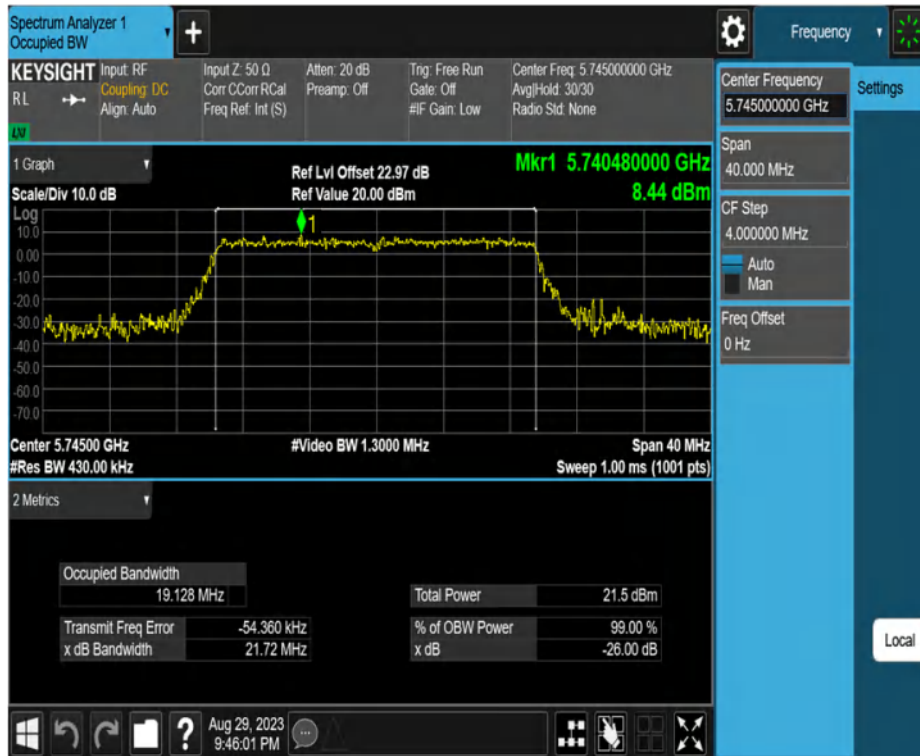 Spectrum Analyzer 1
Occupied BW
+
Frequency
KEYSIGHT
RL
LXI
Input: RF
Coupling: DC
Align: Auto
Input Z: 50 Ω
Corr CCorr RCal
Freq Ref: Int (S)
Atten: 20 dB
Preamp: Off
Trig: Free Run
Gate: Off
#IF Gain: Low
Center Freq: 5.745000000 GHz
Avg|Hold: 30/30
Radio Std: None
Center Frequency
5.745000000 GHz
Settings
Span
40.000 MHz
CF Step
4.000000 MHz
Auto
Man
Freq Offset
0 Hz
1 Graph
Scale/Div 10.0 dB
Ref Lvl Offset 22.97 dB
Ref Value 20.00 dBm
Mkr1 5.740480000 GHz
8.44 dBm
Log
1
10.0
0.00
-10.0
-20.0
-30.0
-40.0
-50.0
-60.0
-70.0
Center 5.74500 GHz
#Video BW 1.3000 MHz
Span 40 MHz
#Res BW 430.00 kHz
Sweep 1.00 ms (1001 pts)
2 Metrics
Occupied Bandwidth
19.128 MHz
Total Power 21.5 dBm
Transmit Freq Error -54.360 kHz
% of OBW Power 99.00 %
x dB Bandwidth 21.72 MHz
x dB -26.00 dB
Local
?
Aug 29, 2023
9:46:01 PM